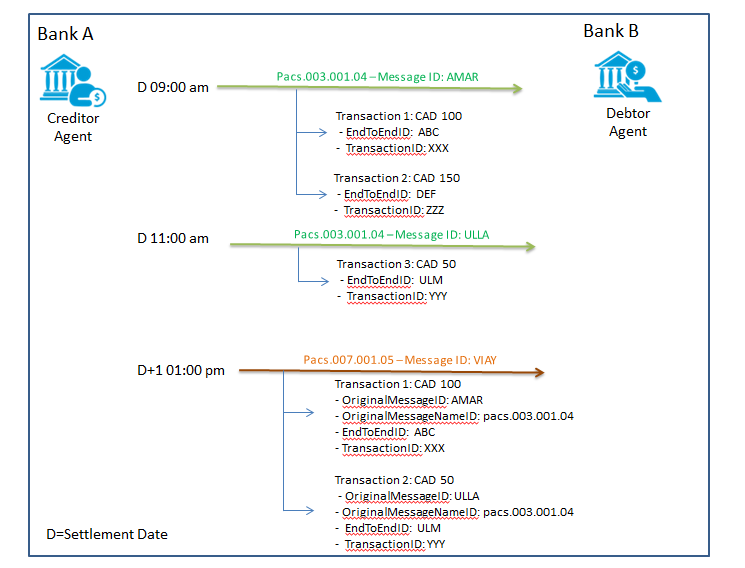 Bank A
Bank B
Creditor
Agent
Debtor
Agent
D 09:00 am
Pacs.003.001.04 – Message ID: AMAR
Transaction 1: CAD 100
- EndToEndID: ABC
- TransactionID: XXX
Transaction 2: CAD 150
- EndToEndID: DEF
- TransactionID: ZZZ
D 11:00 am
Pacs.003.001.04 – Message ID: ULLA
Transaction 3: CAD 50
- EndToEndID: ULM
- TransactionID: YYY
D+1 01:00 pm
Pacs.007.001.05 – Message ID: VIAY
Transaction 1: CAD 100
- OriginalMessageID: AMAR
- OriginalMessageNameID: pacs.003.001.04
- EndToEndID: ABC
- TransactionID: XXX
Transaction 2: CAD 50
- OriginalMessageID: ULLA
- OriginalMessageNameID: pacs.003.001.04
- EndToEndID: ULM
- TransactionID: YYY
D=Settlement Date